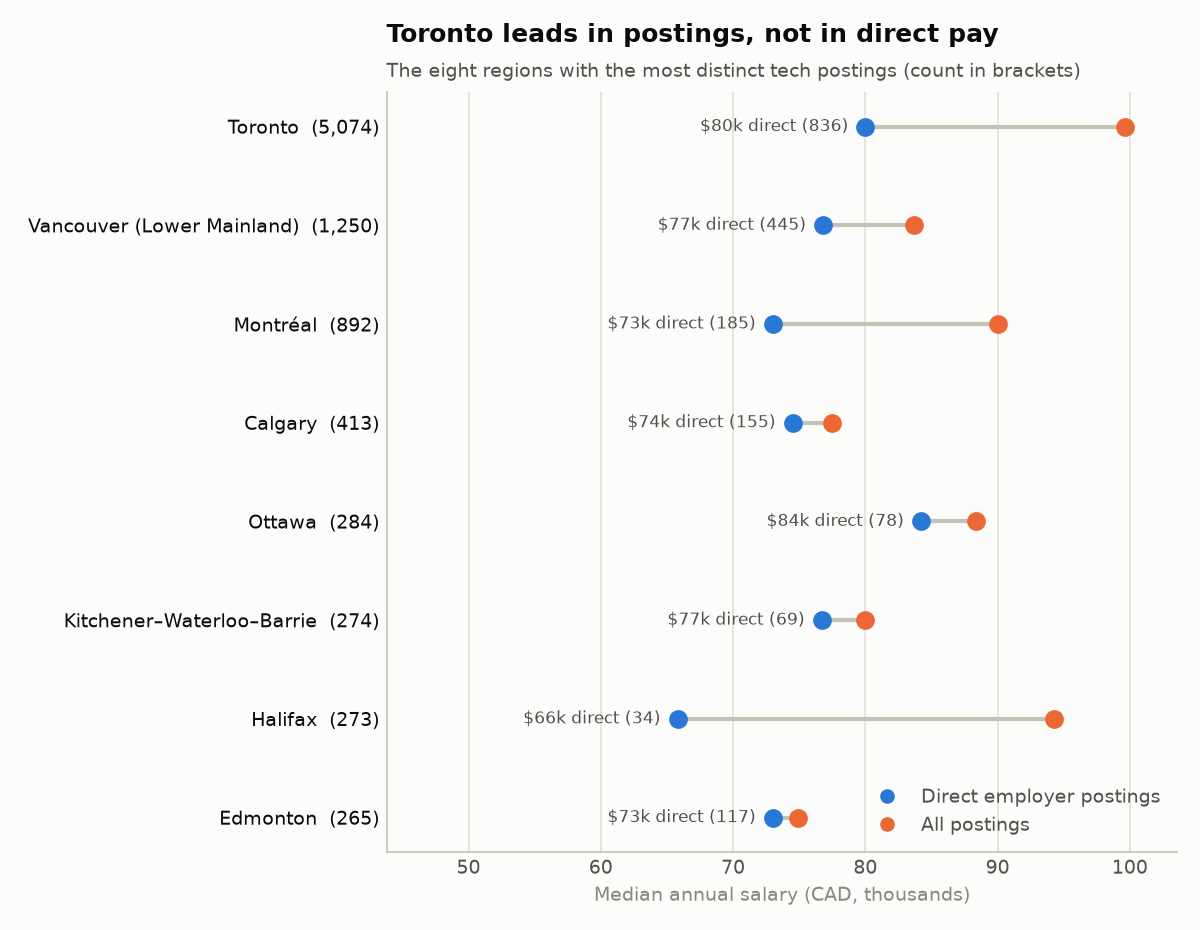 Toronto leads in postings, not in direct pay
The eight regions with the most distinct tech postings (count in brackets)
Toronto (5,074)
$80k direct (836)
Vancouver (Lower Mainland) (1,250)
$77k direct (445)
Montréal (892)
$73k direct (185)
Calgary (413)
$74k direct (155)
Ottawa (284)
$84k direct (78)
Kitchener–Waterloo–Barrie (274)
$77k direct (69)
Halifax (273)
$66k direct (34)
Edmonton (265)
$73k direct (117)
Direct employer postings
All postings
50 60 70 80 90 100
Median annual salary (CAD, thousands)